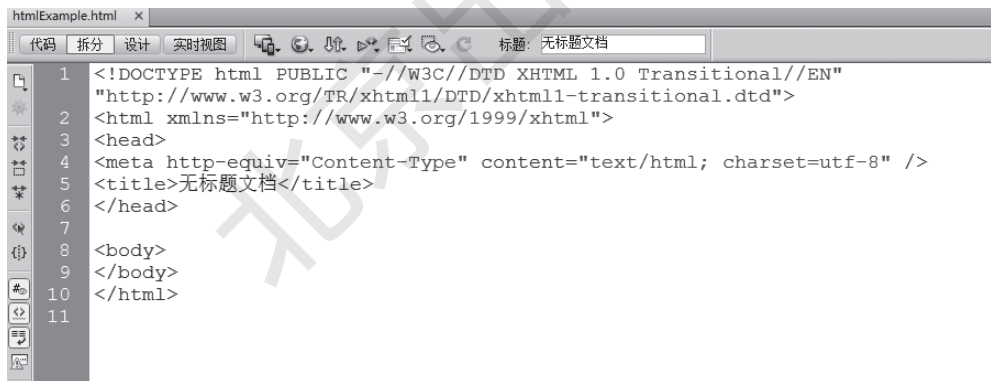 htmlExample.html ×
代码 拆分 设计 实时视图 标题: 无标题文档
1 <!DOCTYPE html PUBLIC "-//W3C//DTD XHTML 1.0 Transitional//EN"
"http://www.w3.org/TR/xhtml1/DTD/xhtml1-transitional.dtd">
2 <html xmlns="http://www.w3.org/1999/xhtml">
3 <head>
4 <meta http-equiv="Content-Type" content="text/html; charset=utf-8" />
5 <title>无标题文档</title>
6 </head>
7
8 <body>
9 </body>
10 </html>
11
北京